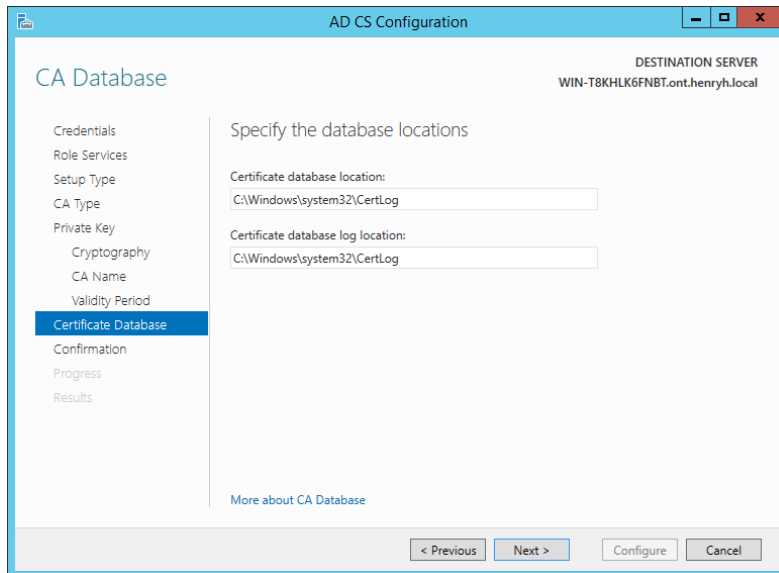 AD CS Configuration
CA Database
DESTINATION SERVER
WIN-T8KHLK6FNBT.ont.henryh.local
Credentials
Role Services
Setup Type
CA Type
Private Key
Cryptography
CA Name
Validity Period
Certificate Database
Confirmation
Progress
Results
Specify the database locations
Certificate database location:
C:\Windows\system32\CertLog
Certificate database log location:
C:\Windows\system32\CertLog
More about CA Database
< Previous
Next >
Configure
Cancel